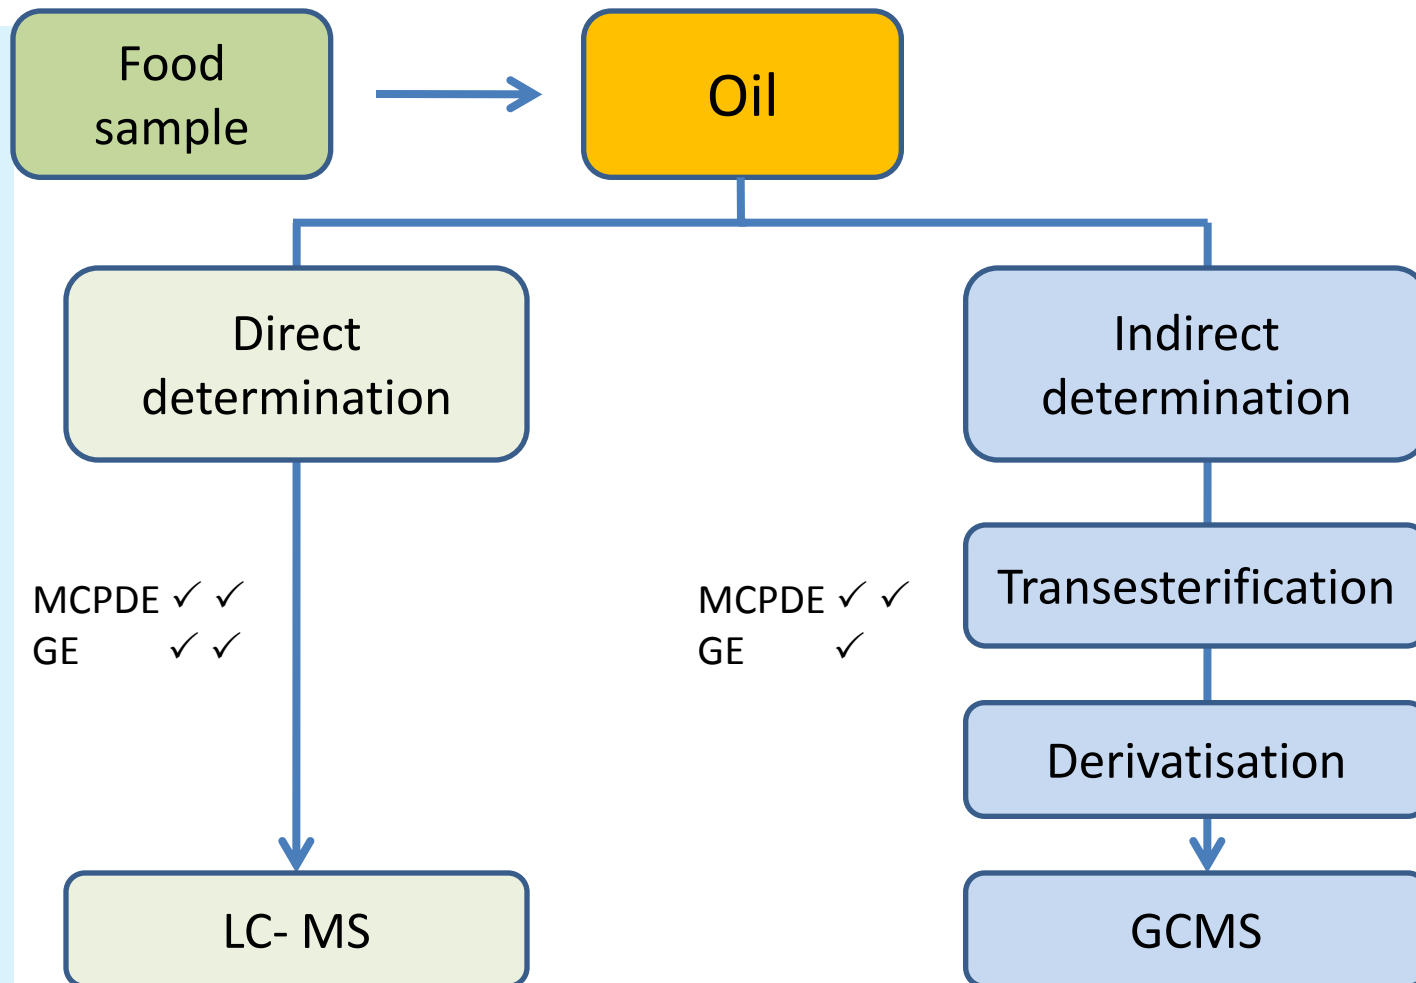 Food
sample
Oil
Direct
determination
Indirect
determination
MCPDE ✓ ✓
GE ✓ ✓
MCPDE ✓ ✓
GE ✓
Transesterification
Derivatisation
LC- MS
GCMS